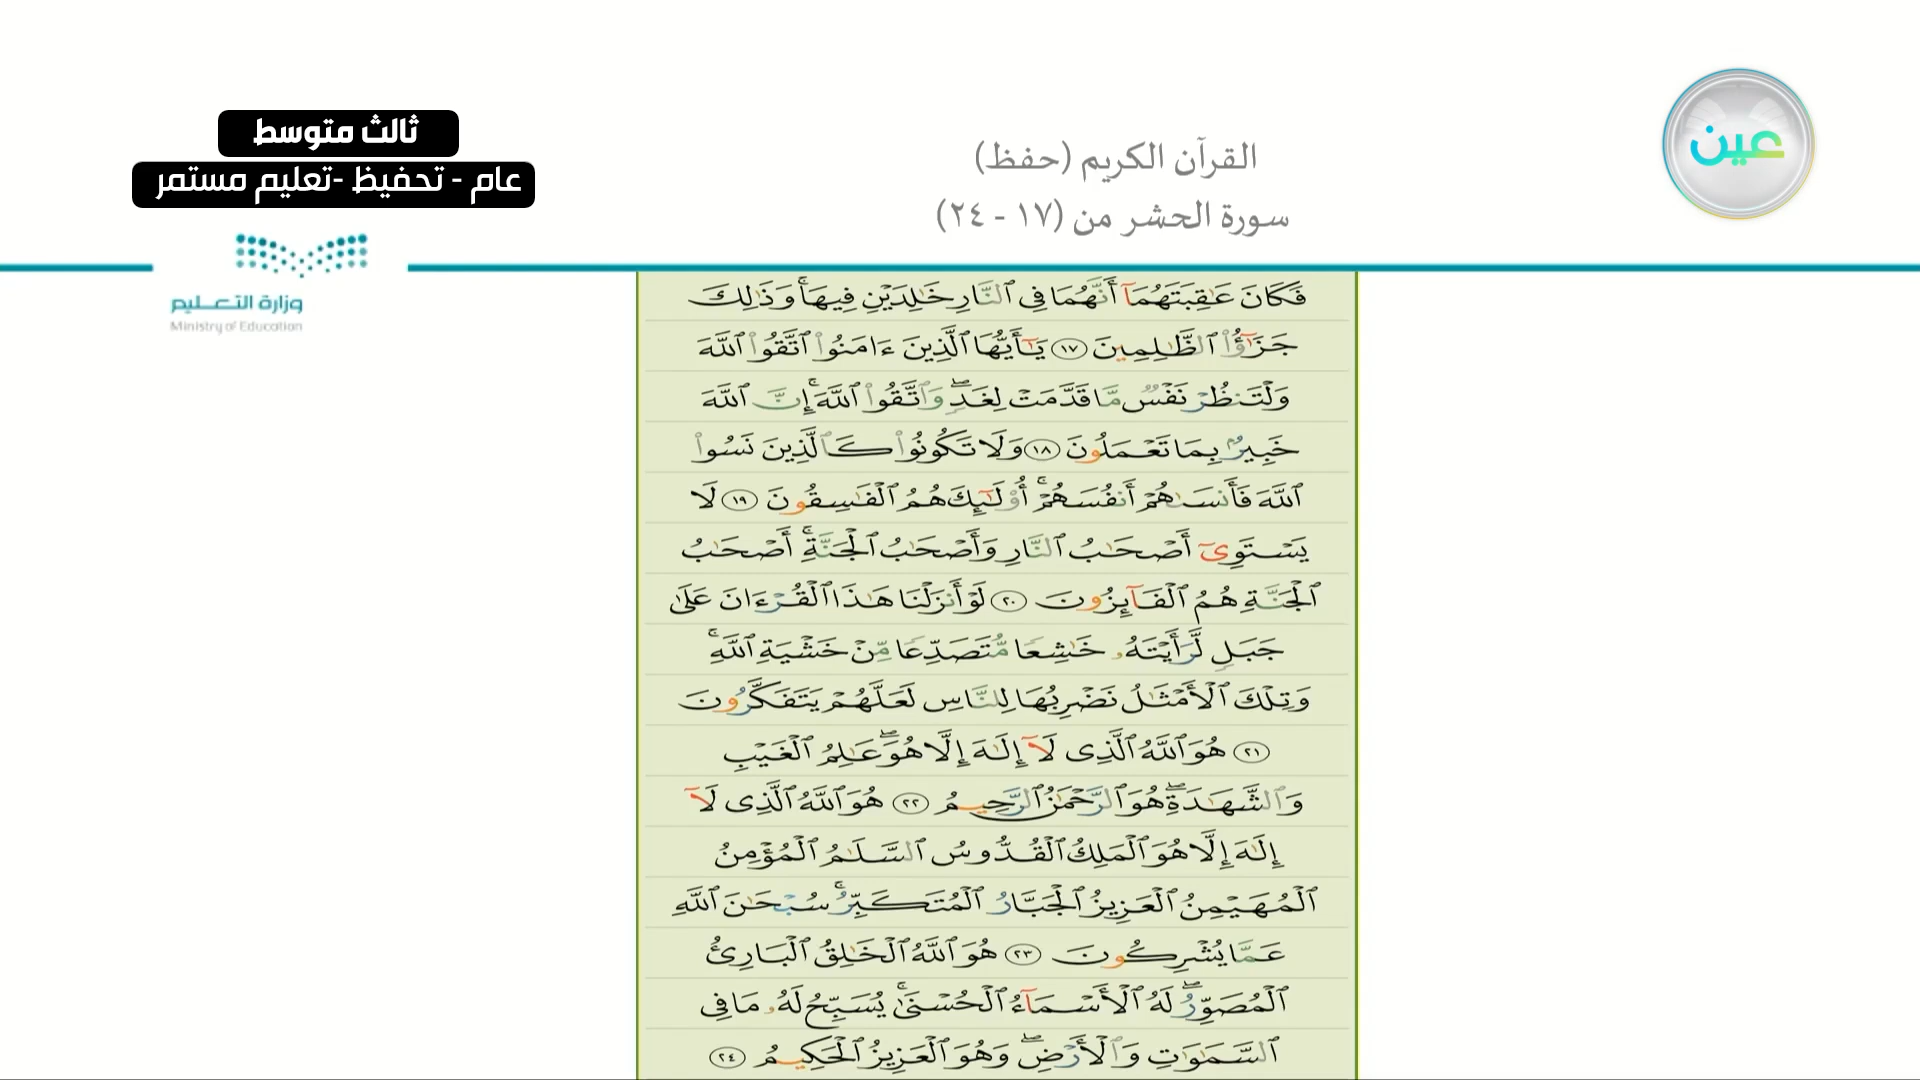 ثالث متوسط
عام - تحفيظ -تعليم مستمر
وزارة التعليم
Ministry of Education
القرآن الكريم (حفظ)
سورة الحشر من (١٧ - ٢٤)
عين
فَكَانَ عَٰقِبَتَهُمَآ أَنَّهُمَا فِى ٱلنَّارِ خَٰلِدَيْنِ فِيهَا ۚ وَذَٰلِكَ
جَزَٰٓؤُا۟ ٱلظَّٰلِمِينَ ١٧ يَٰٓأَيُّهَا ٱلَّذِينَ ءَامَنُوا۟ ٱتَّقُوا۟ ٱللَّهَ
وَلْتَنظُرْ نَفْسٌ مَّا قَدَّمَتْ لِغَدٍ ۖ وَٱتَّقُوا۟ ٱللَّهَ ۚ إِنَّ ٱللَّهَ
خَبِيرٌۢ بِمَا تَعْمَلُونَ ١٨ وَلَا تَكُونُوا۟ كَٱلَّذِينَ نَسُوا۟
ٱللَّهَ فَأَنسَىٰهُمْ أَنفُسَهُمْ ۚ أُو۟لَٰٓئِكَ هُمُ ٱلْفَٰسِقُونَ ١٩ لَا
يَسْتَوِىٓ أَصْحَٰبُ ٱلنَّارِ وَأَصْحَٰبُ ٱلْجَنَّةِ ۚ أَصْحَٰبُ
ٱلْجَنَّةِ هُمُ ٱلْفَآئِزُونَ ٢٠ لَوْ أَنزَلْنَا هَٰذَا ٱلْقُرْءَانَ عَلَىٰ
جَبَلٍ لَّرَأَيْتَهُۥ خَٰشِعًا مُّتَصَدِّعًا مِّنْ خَشْيَةِ ٱللَّهِ ۚ
وَتِلْكَ ٱلْأَمْثَٰلُ نَضْرِبُهَا لِلنَّاسِ لَعَلَّهُمْ يَتَفَكَّرُونَ
٢١ هُوَ ٱللَّهُ ٱلَّذِى لَآ إِلَٰهَ إِلَّا هُوَ ۖ عَٰلِمُ ٱلْغَيْبِ
وَٱلشَّهَٰدَةِ ۖ هُوَ ٱلرَّحْمَٰنُ ٱلرَّحِيمُ ٢٢ هُوَ ٱللَّهُ ٱلَّذِى لَآ
إِلَٰهَ إِلَّا هُوَ ٱلْمَلِكُ ٱلْقُدُّوسُ ٱلسَّلَٰمُ ٱلْمُؤْمِنُ
ٱلْمُهَيْمِنُ ٱلْعَزِيزُ ٱلْجَبَّارُ ٱلْمُتَكَبِّرُ ۚ سُبْحَٰنَ ٱللَّهِ
عَمَّا يُشْرِكُونَ ٢٣ هُوَ ٱللَّهُ ٱلْخَٰلِقُ ٱلْبَارِئُ
ٱلْمُصَوِّرُ ۖ لَهُ ٱلْأَسْمَآءُ ٱلْحُسْنَىٰ ۚ يُسَبِّحُ لَهُۥ مَا فِى
ٱلسَّمَٰوَٰتِ وَٱلْأَرْضِ ۖ وَهُوَ ٱلْعَزِيزُ ٱلْحَكِيمُ ٢٤